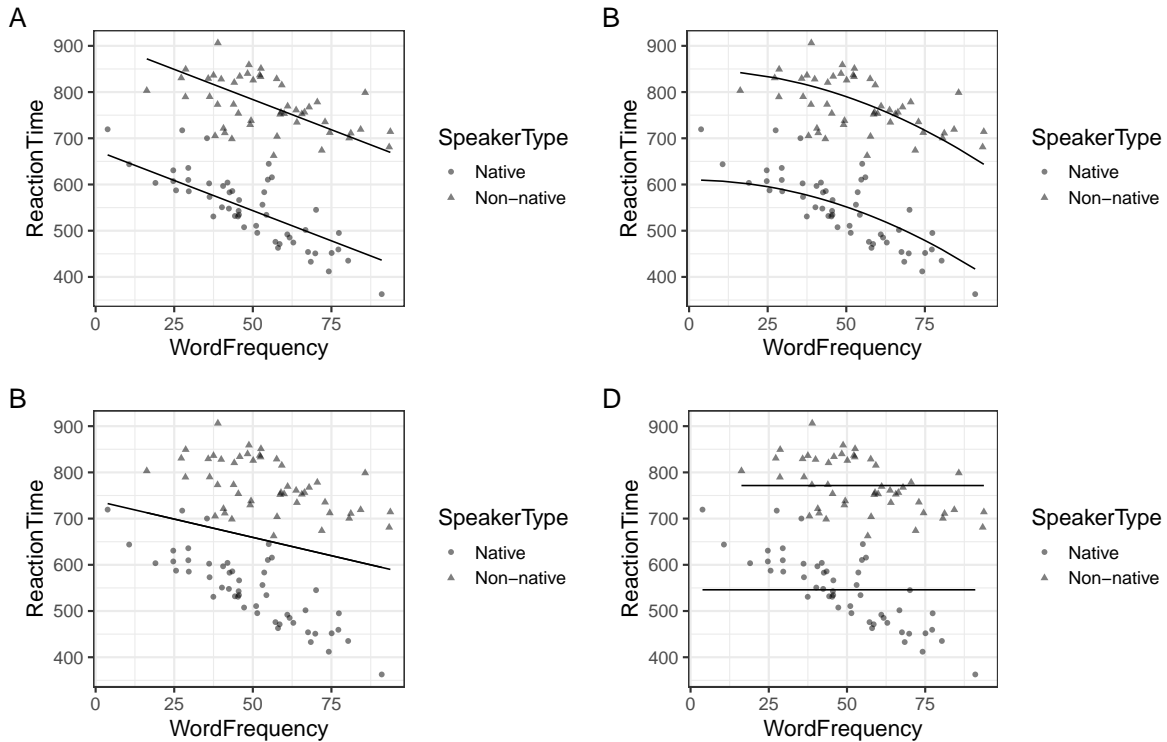 A
ReactionTime
900
800
700
600
500
400
0 25 50 75
WordFrequency
SpeakerType
Native
Non−native
B
ReactionTime
900
800
700
600
500
400
0 25 50 75
WordFrequency
SpeakerType
Native
Non−native
B
ReactionTime
900
800
700
600
500
400
0 25 50 75
WordFrequency
SpeakerType
Native
Non−native
D
ReactionTime
900
800
700
600
500
400
0 25 50 75
WordFrequency
SpeakerType
Native
Non−native